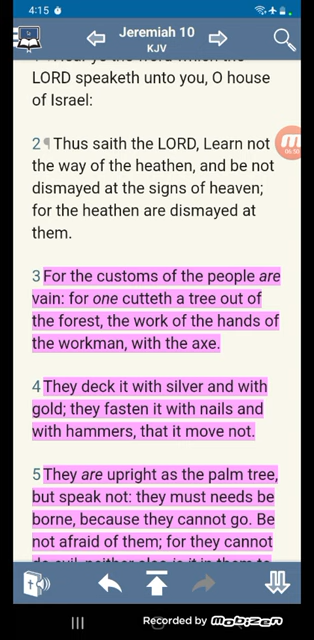 4:15
Jeremiah 10
KJV
LORD speaketh unto you, O house
of Israel:
2¶ Thus saith the LORD, Learn not
the way of the heathen, and be not
dismayed at the signs of heaven;
for the heathen are dismayed at
them.
3 For the customs of the people are
vain: for one cutteth a tree out of
the forest, the work of the hands of
the workman, with the axe.
4 They deck it with silver and with
gold; they fasten it with nails and
with hammers, that it move not.
5 They are upright as the palm tree,
but speak not: they must needs be
borne, because they cannot go. Be
not afraid of them; for they cannot
Recorded by mobizen